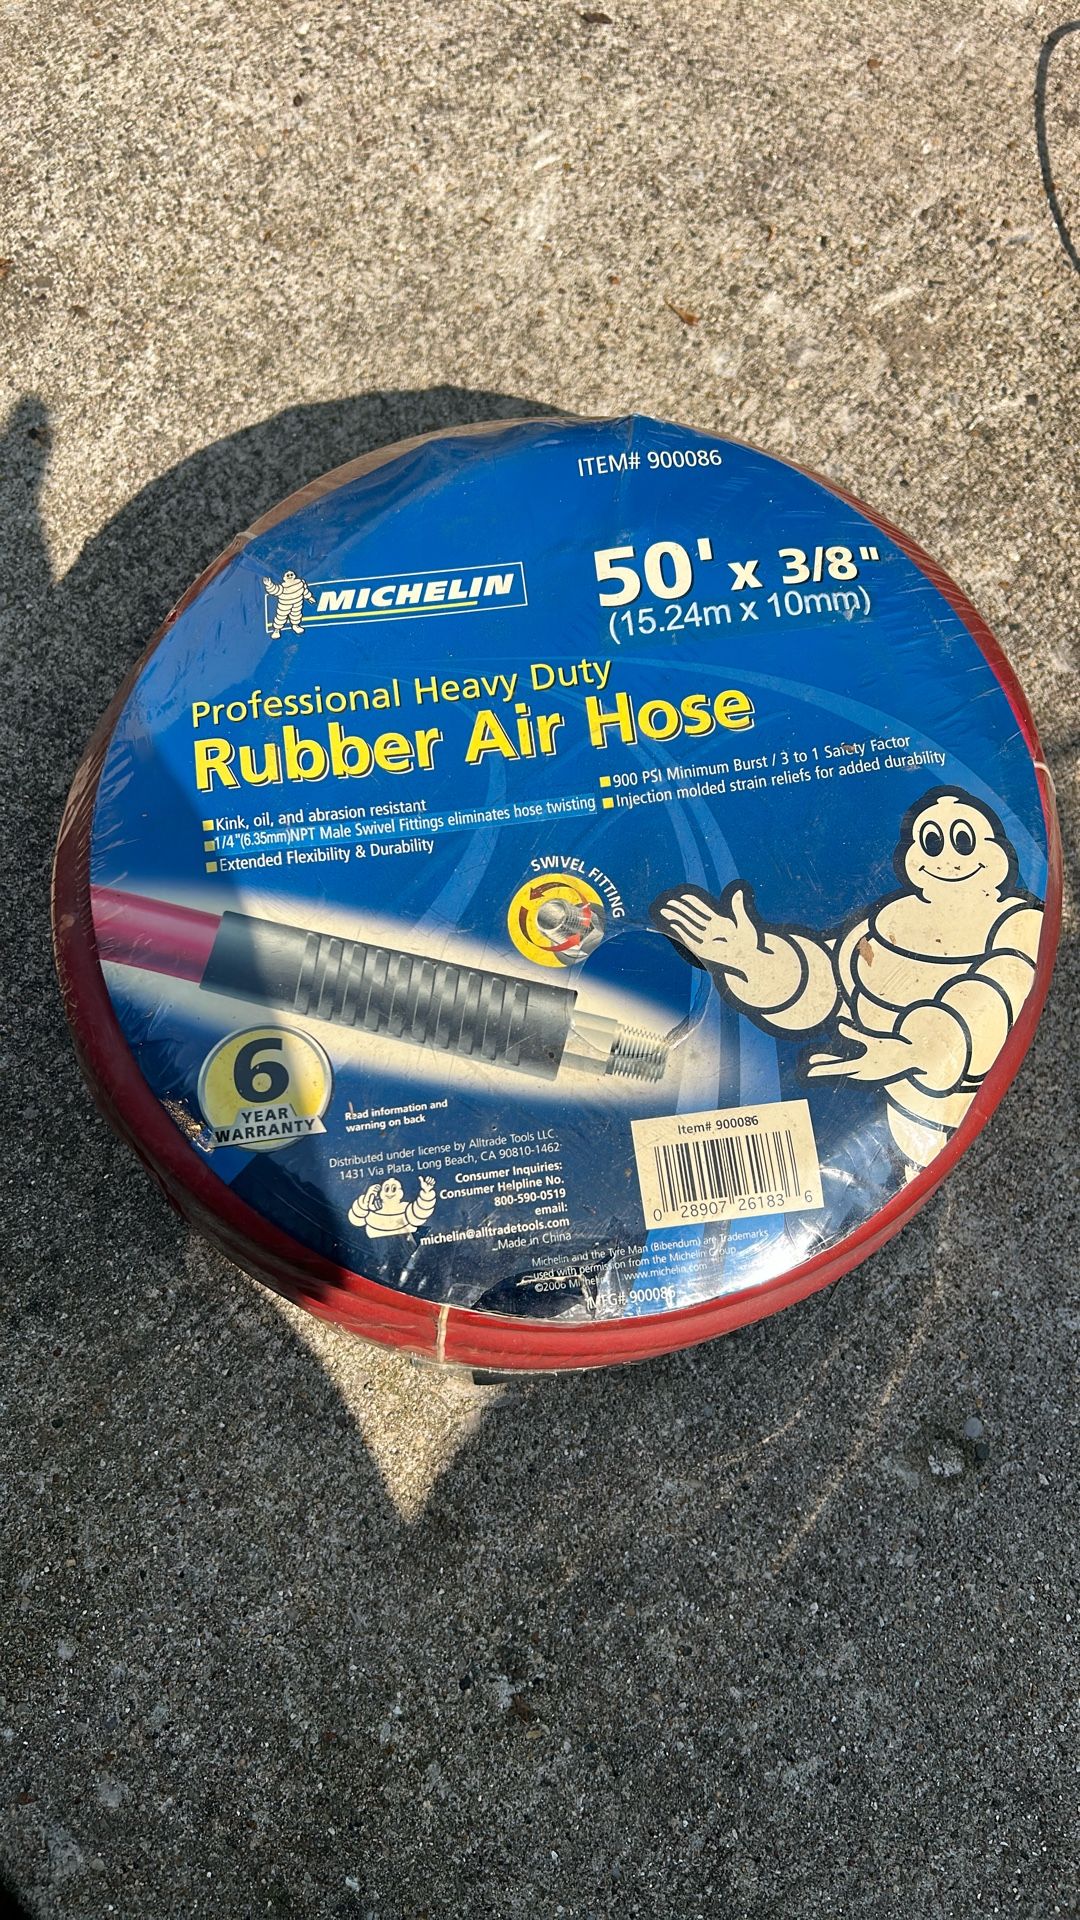 ITEM# 900086
MICHELIN
50' x 3/8"
(15.24m x 10mm)
Professional Heavy Duty
Rubber Air Hose
Kink, oil, and abrasion resistant
1/4"(6.35mm)NPT Male Swivel Fittings eliminates hose twisting
Extended Flexibility & Durability
900 PSI Minimum Burst / 3 to 1 Safety Factor
Injection molded strain reliefs for added durability
SWIVEL FITTING
6
YEAR
WARRANTY
Read information and
warning on back
Distributed under license by Alltrade Tools LLC.
1431 Via Plata, Long Beach, CA 90810-1462
Consumer Inquiries:
Consumer Helpline No.
800-590-0519
email:
michelin@alltradetools.com
Made in China
Item# 900086
0 28907 26183 6
Michelin and the Tyre Man (Bibendum) are Trademarks
used with permission from the Michelin Group
©2006 Michelin www.michelin.com
MFG# 900086